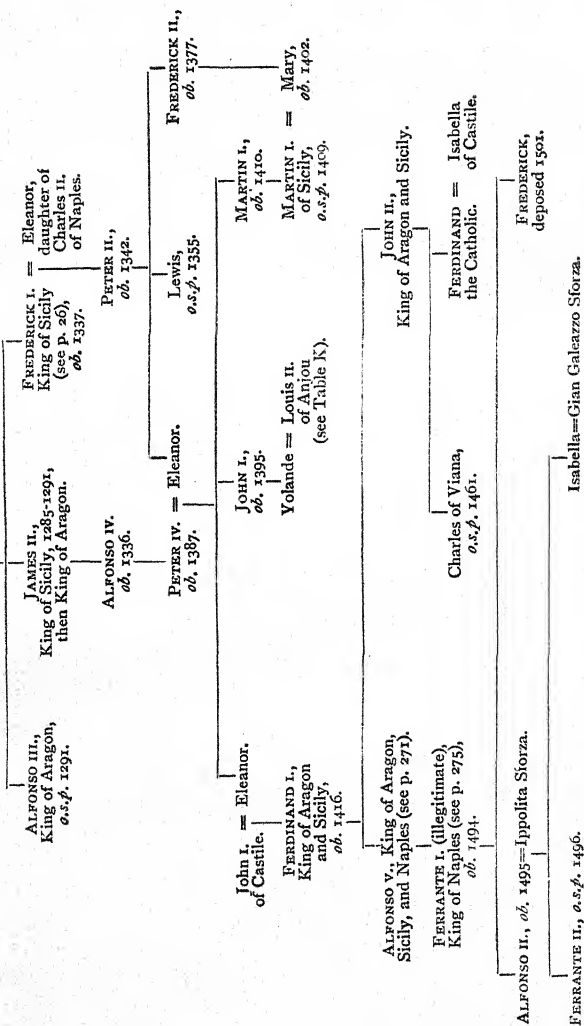 ALFONSO III.,
King of Aragon,
o.s.p. 1291.
JAMES II.,
King of Sicily, 1285-1291,
then King of Aragon.
FREDERICK I. = Eleanor,
King of Sicily daughter of
(see p. 26), Charles II.
ob. 1337. of Naples.
ALFONSO IV.
ob. 1336.
PETER II.,
ob. 1342.
PETER IV. = Eleanor.
ob. 1387.
Lewis,
o.s.p. 1355.
FREDERICK II.,
ob. 1377.
John I. = Eleanor.
of Castile.
JOHN I.,
ob. 1395.
MARTIN I.,
ob. 1410.
Yolande = Louis II.
of Anjou
(see Table K).
MARTIN I. = Mary,
of Sicily, ob. 1402.
o.s.p. 1409.
FERDINAND I.,
King of Aragon
and Sicily,
ob. 1416.
ALFONSO V., King of Aragon,
Sicily, and Naples (see p. 271).
JOHN II.,
King of Aragon and Sicily.
FERRANTE I. (illegitimate),
King of Naples (see p. 275),
ob. 1494.
Charles of Viana,
o.s.p. 1461.
FERDINAND = Isabella
the Catholic. of Castile.
ALFONSO II., ob. 1495=Ippolita Sforza.
FREDERICK,
deposed 1501.
FERRANTE II., o.s.p. 1496.
Isabella=Gian Galeazzo Sforza.